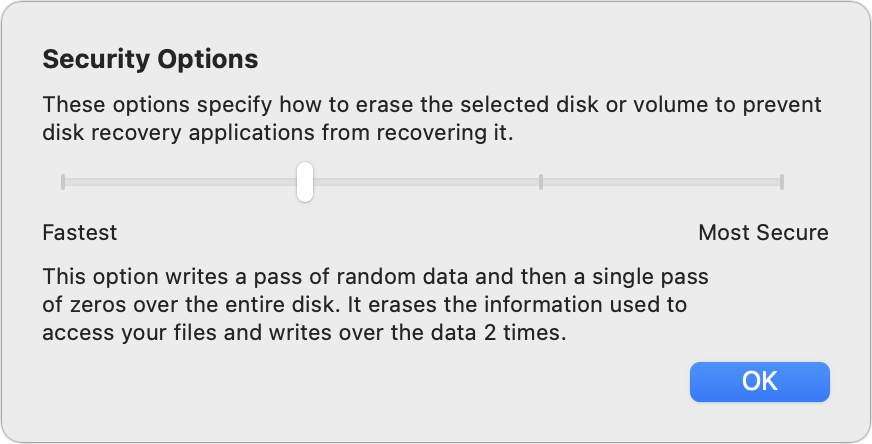 Security Options
These options specify how to erase the selected disk or volume to prevent
disk recovery applications from recovering it.
Fastest
Most Secure
This option writes a pass of random data and then a single pass
of zeros over the entire disk. It erases the information used to
access your files and writes over the data 2 times.
OK